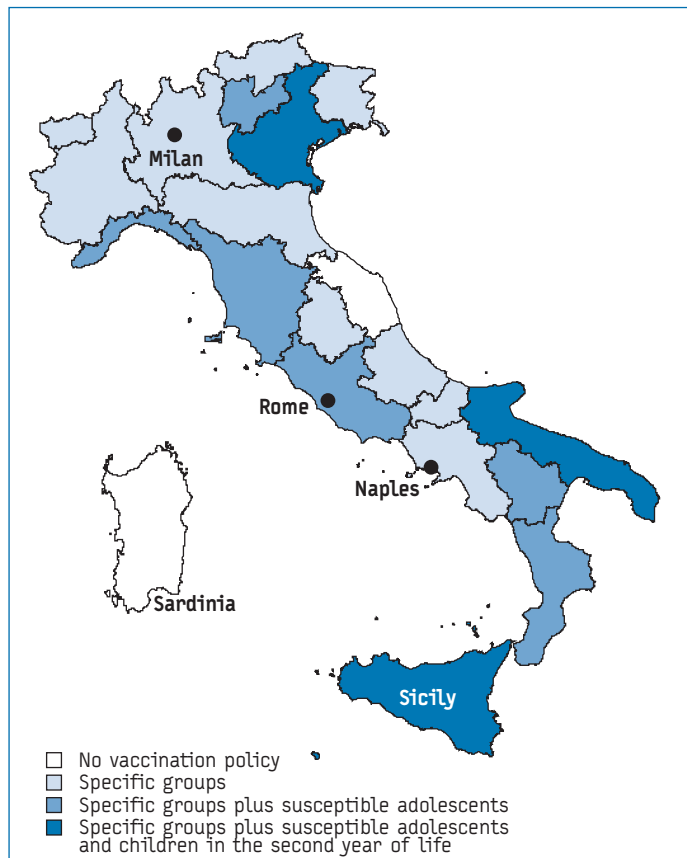 Milan
Rome
Naples
Sardinia
Sicily
No vaccination policy
Specific groups
Specific groups plus susceptible adolescents
Specific groups plus susceptible adolescents
and children in the second year of life